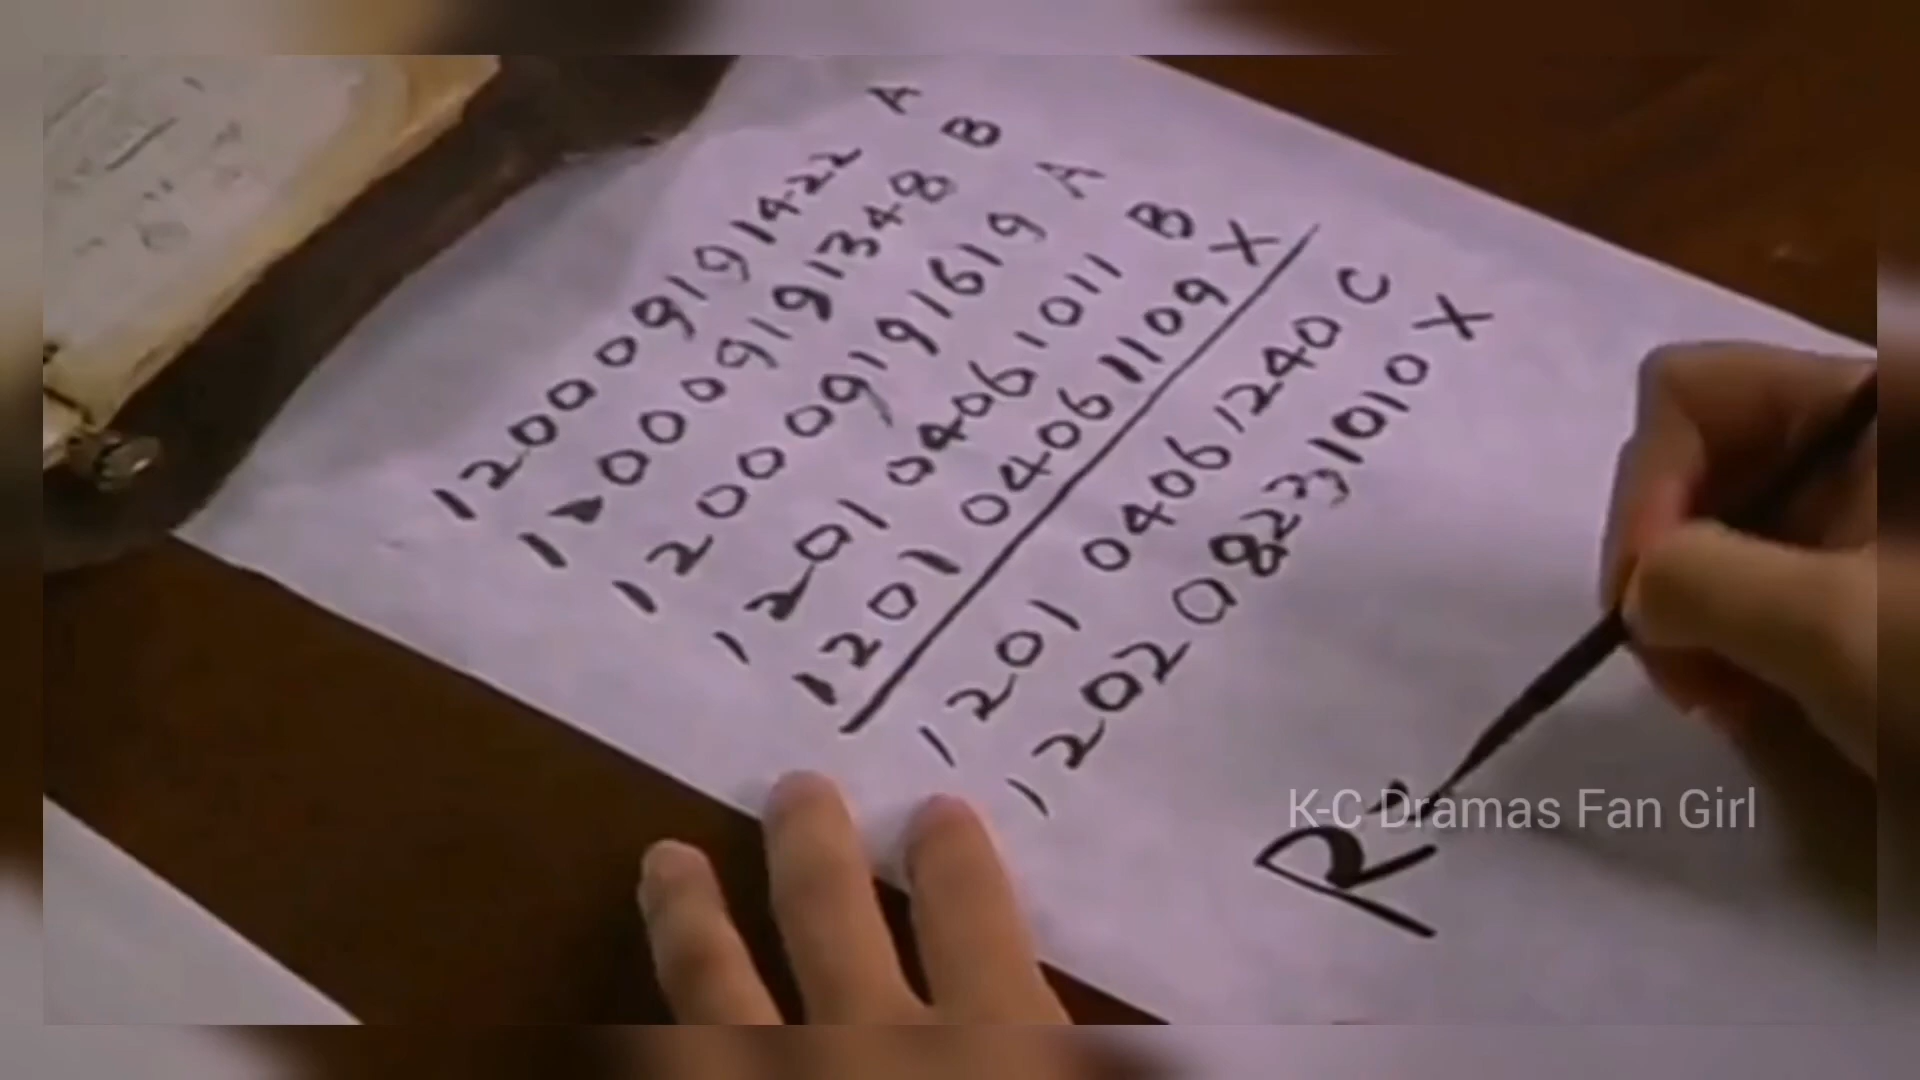 120009191422 A
120009191348 B
120009191619 A
120104061011 B
120104061109 X
120104061240 C
120208231010 X
R
K-C Dramas Fan Girl